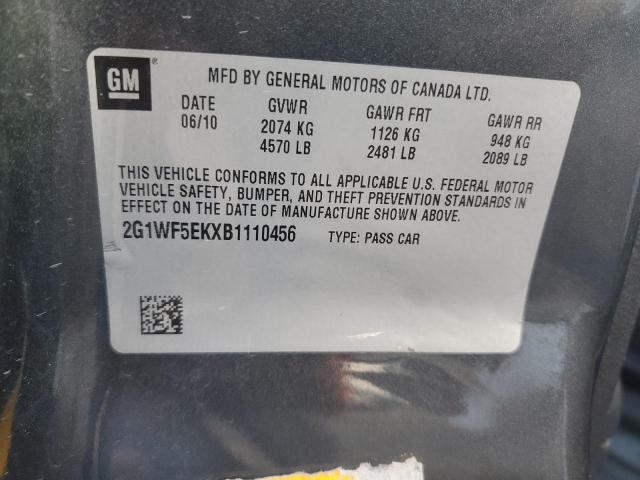 GM ® MFD BY GENERAL MOTORS OF CANADA LTD.
DATE GVWR GAWR FRT GAWR RR
06/10 2074 KG 1126 KG 948 KG
4570 LB 2481 LB 2089 LB
THIS VEHICLE CONFORMS TO ALL APPLICABLE U.S. FEDERAL MOTOR
VEHICLE SAFETY, BUMPER, AND THEFT PREVENTION STANDARDS IN
EFFECT ON THE DATE OF MANUFACTURE SHOWN ABOVE.
2G1WF5EKXB1110456 TYPE: PASS CAR